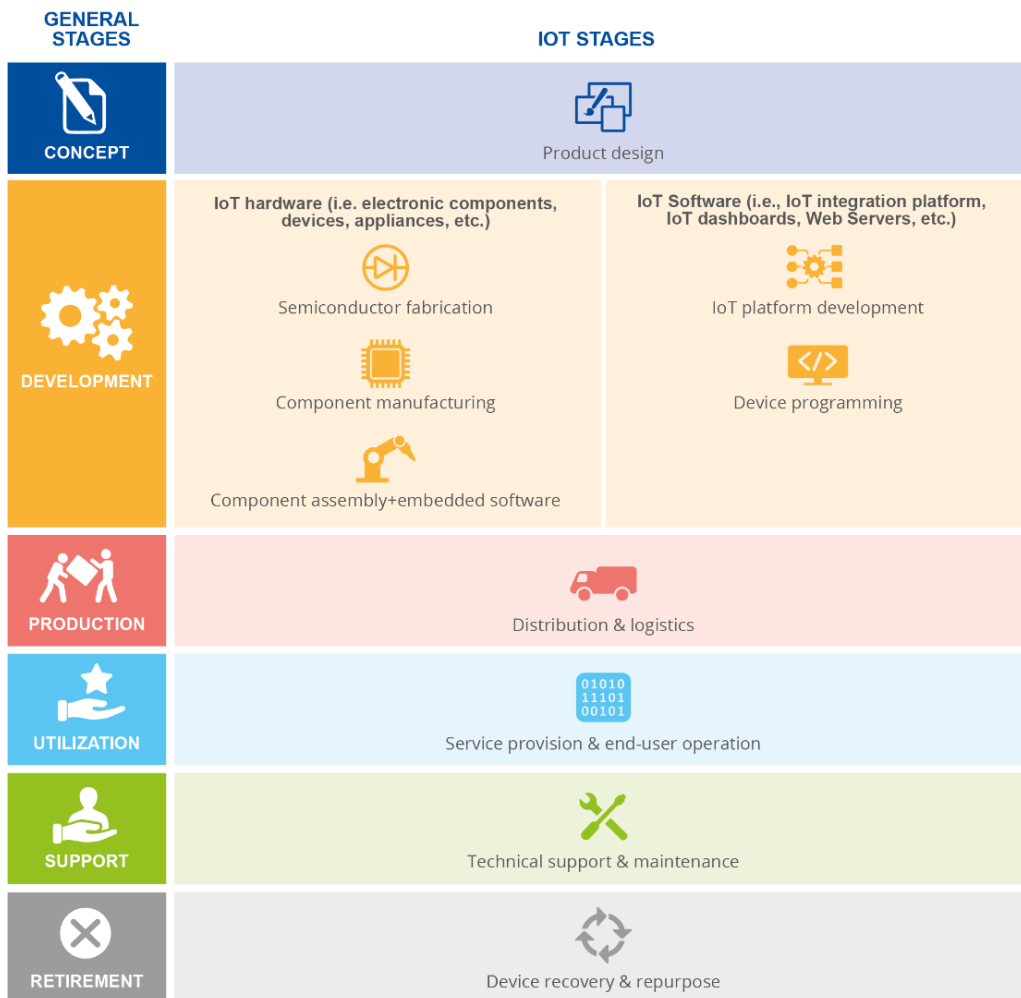 GENERAL
STAGES
IOT STAGES
CONCEPT
Product design
DEVELOPMENT
IoT hardware (i.e. electronic components,
devices, appliances, etc.)
Semiconductor fabrication
Component manufacturing
Component assembly+embedded software
IoT Software (i.e., IoT integration platform,
IoT dashboards, Web Servers, etc.)
IoT platform development
</>
Device programming
PRODUCTION
Distribution & logistics
UTILIZATION
01010
11101
00101
Service provision & end-user operation
SUPPORT
Technical support & maintenance
RETIREMENT
Device recovery & repurpose